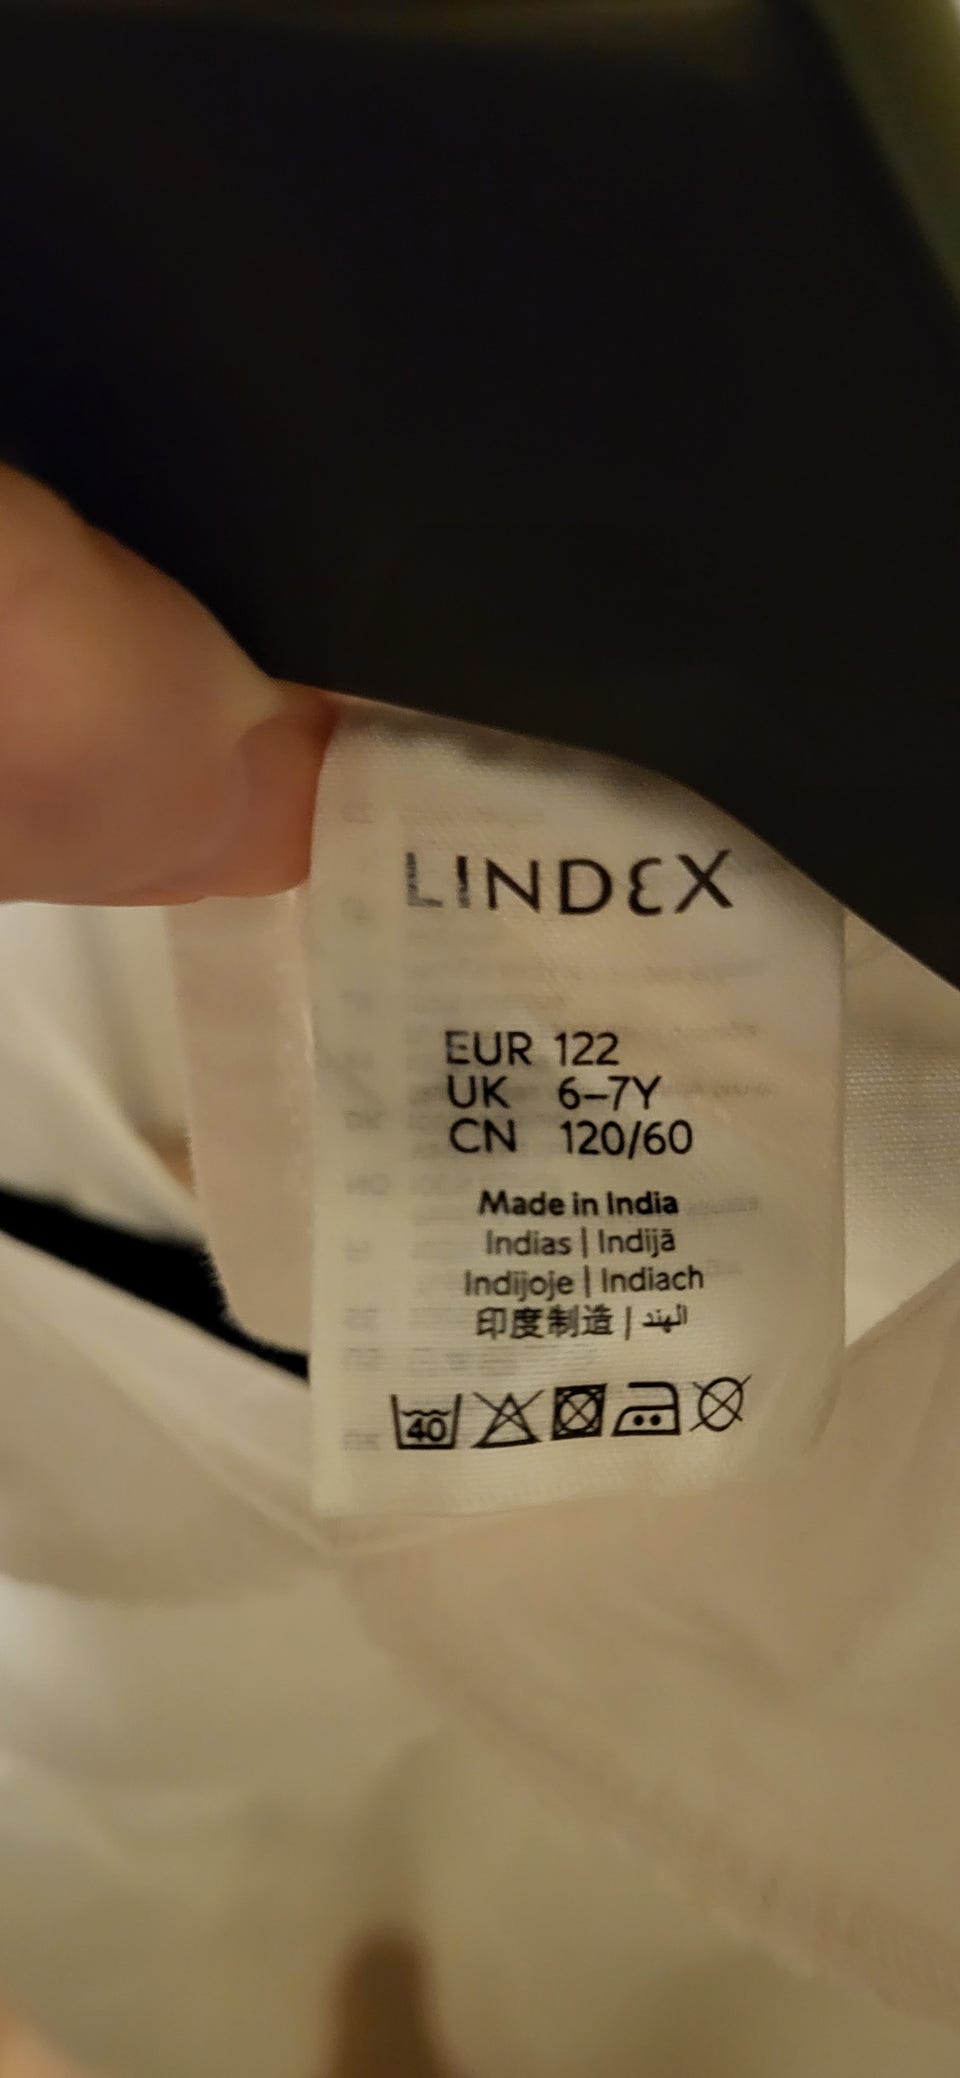 LINDEX
EUR 122
UK 6–7Y
CN 120/60
Made in India
Indias | Indijā
Indijoje | Indiach
印度制造 | الهند
40